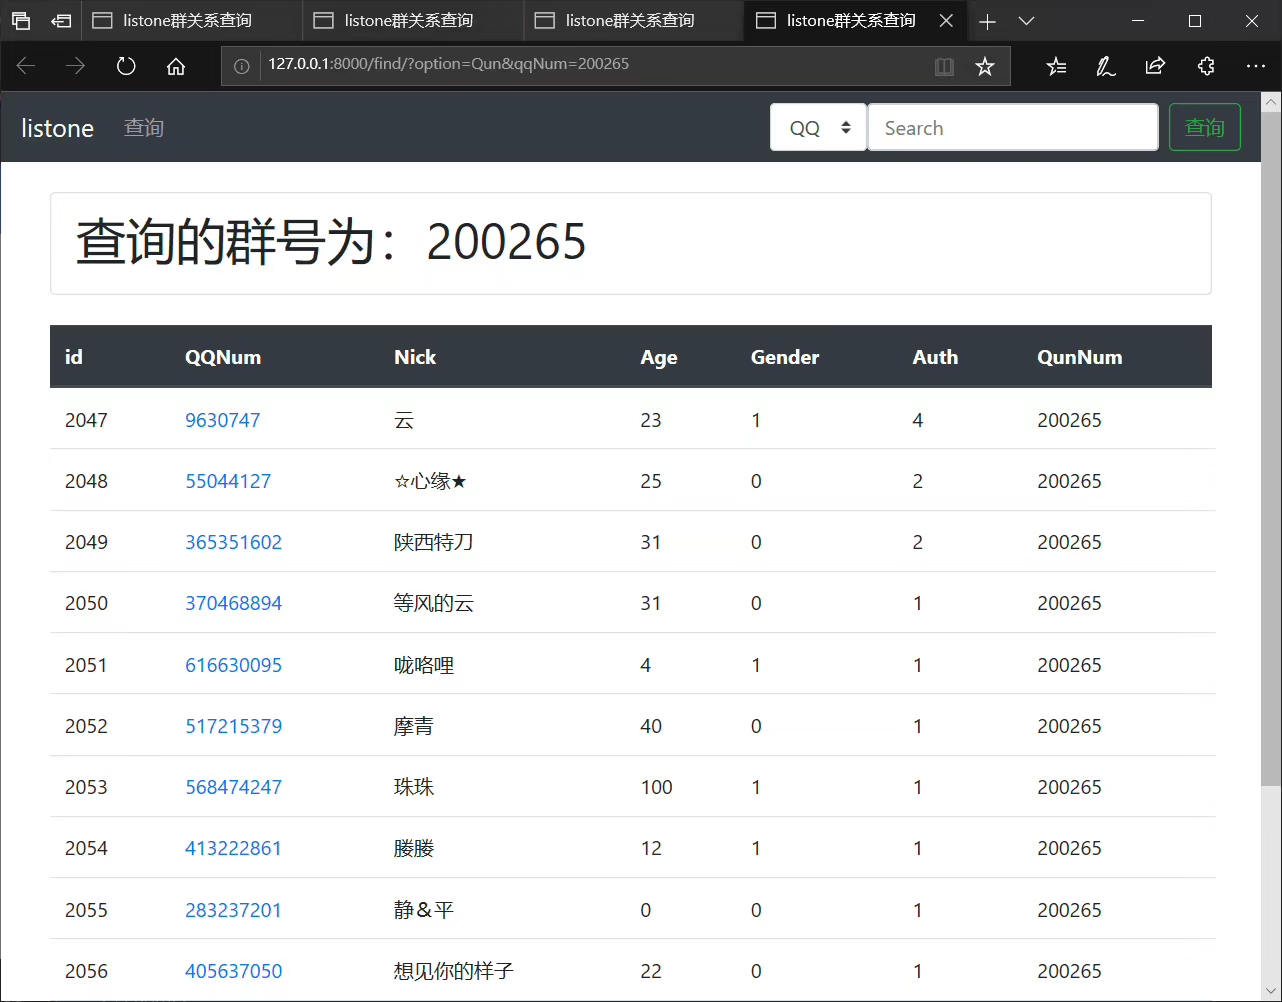 listone群关系查询 listone群关系查询 listone群关系查询 listone群关系查询
127.0.0.1:8000/find/?option=Qun&qqNum=200265
listone 查询 QQ Search 查询
查询的群号为：200265
id QQNum Nick Age Gender Auth QunNum
2047 9630747 云 23 1 4 200265
2048 55044127 ☆心缘★ 25 0 2 200265
2049 365351602 陕西特刀 31 0 2 200265
2050 370468894 等风的云 31 0 1 200265
2051 616630095 咙咯哩 4 1 1 200265
2052 517215379 摩青 40 0 1 200265
2053 568474247 珠珠 100 1 1 200265
2054 413222861 12 1 1 200265
2055 283237201 静＆平 0 0 1 200265
2056 405637050 想见你的样子 22 0 1 200265